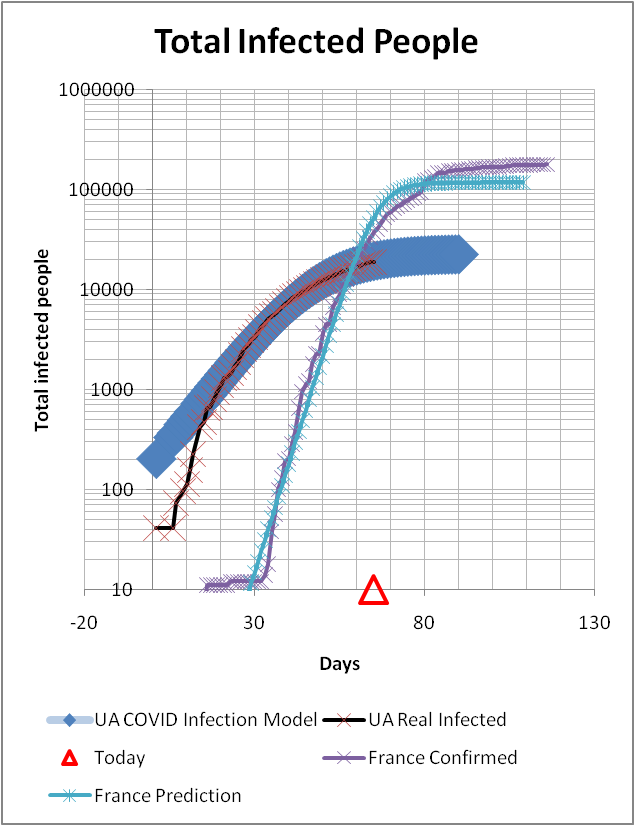 Total Infected People
1000000
100000
10000
1000
100
10
Total infected people
-20 30 80 130
Days
UA COVID Infection Model UA Real Infected
Today France Confirmed
France Prediction